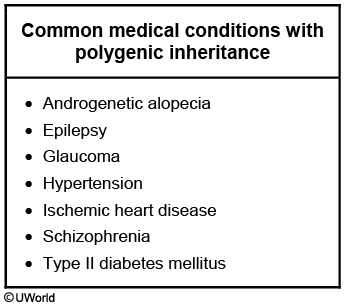 Common medical conditions with
polygenic inheritance
• Androgenetic alopecia
• Epilepsy
• Glaucoma
• Hypertension
• Ischemic heart disease
• Schizophrenia
• Type II diabetes mellitus
©UWorld